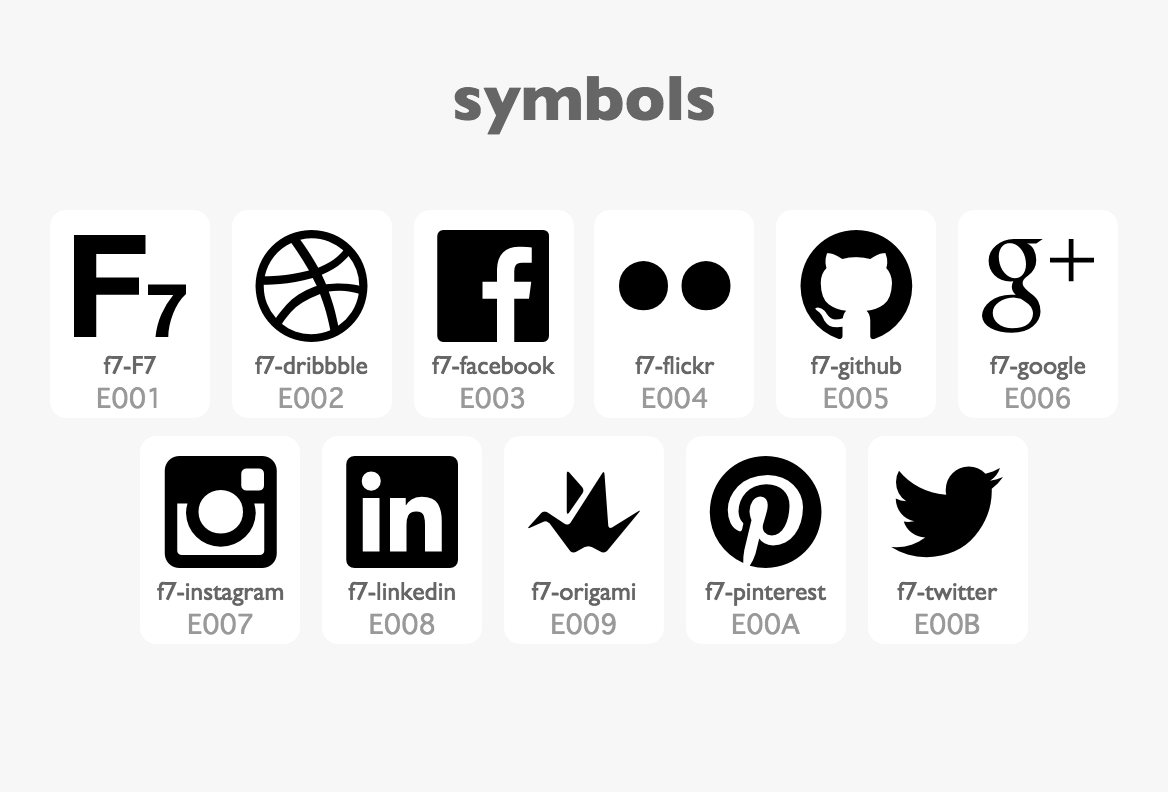 symbols
F7
f
g+
f7-F7 f7-dribbble f7-facebook f7-flickr f7-github f7-google
E001 E002 E003 E004 E005 E006
in
f7-instagram f7-linkedin f7-origami f7-pinterest f7-twitter
E007 E008 E009 E00A E00B